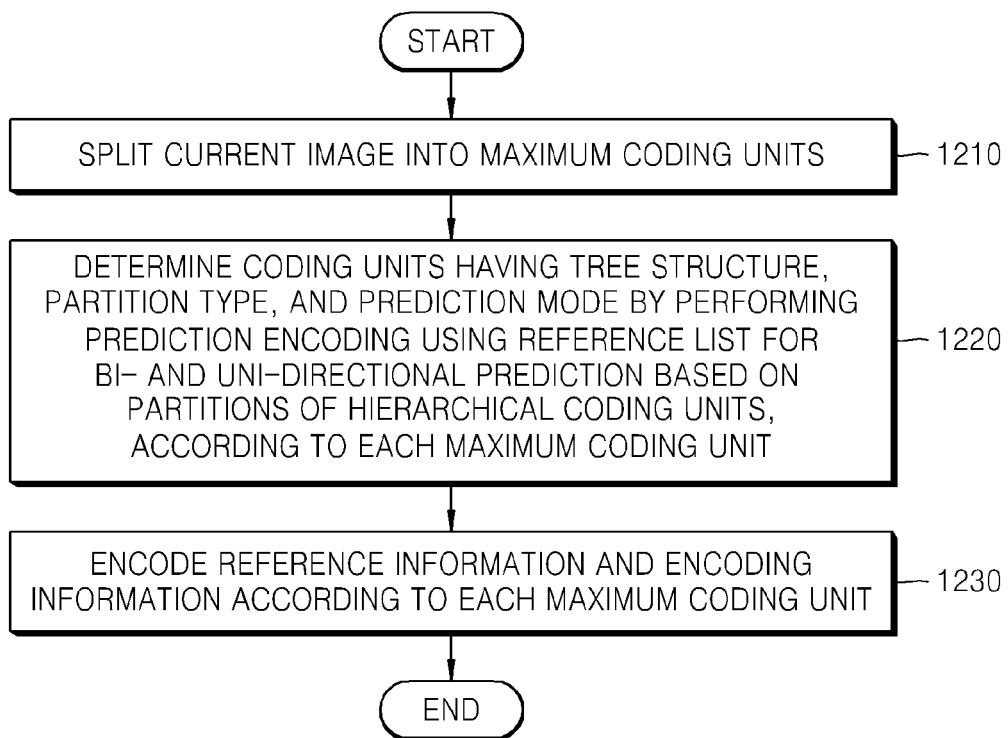 START
SPLIT CURRENT IMAGE INTO MAXIMUM CODING UNITS
1210
DETERMINE CODING UNITS HAVING TREE STRUCTURE,
PARTITION TYPE, AND PREDICTION MODE BY PERFORMING
PREDICTION ENCODING USING REFERENCE LIST FOR
BI- AND UNI-DIRECTIONAL PREDICTION BASED ON
PARTITIONS OF HIERARCHICAL CODING UNITS,
ACCORDING TO EACH MAXIMUM CODING UNIT
1220
ENCODE REFERENCE INFORMATION AND ENCODING
INFORMATION ACCORDING TO EACH MAXIMUM CODING UNIT
1230
END